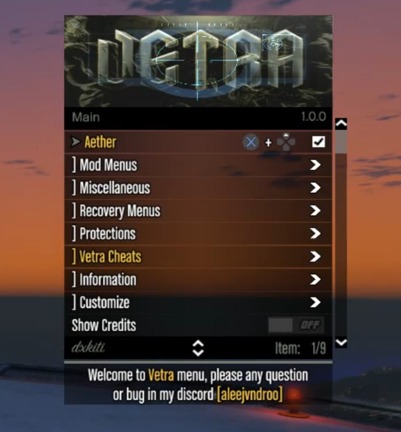 VETRA
Main 1.0.0
> Aether + 
] Mod Menus
] Miscellaneous
] Recovery Menus
] Protections
] Vetra Cheats
] Information
] Customize
Show Credits OFF
dxkiti Item: 1/9
Welcome to Vetra menu, please any question
or bug in my discord [aleejvndroo]